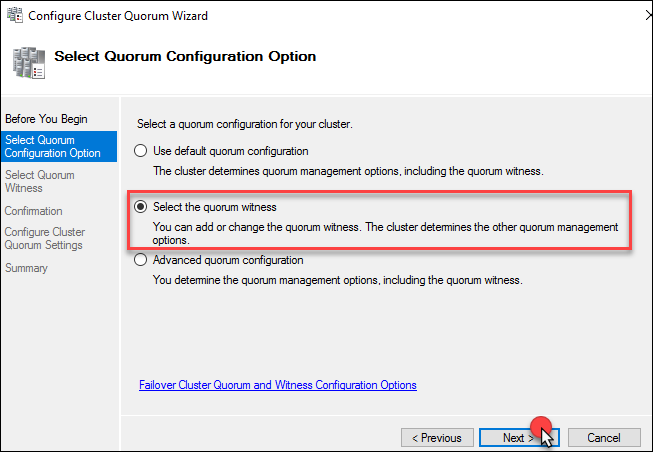 Configure Cluster Quorum Wizard
Select Quorum Configuration Option
Before You Begin
Select Quorum
Configuration Option
Select Quorum
Witness
Confirmation
Configure Cluster
Quorum Settings
Summary
Select a quorum configuration for your cluster.
Use default quorum configuration
The cluster determines quorum management options, including the quorum witness.
Select the quorum witness
You can add or change the quorum witness. The cluster determines the other quorum management
options.
Advanced quorum configuration
You determine the quorum management options, including the quorum witness.
Failover Cluster Quorum and Witness Configuration Options
< Previous
Next >
Cancel